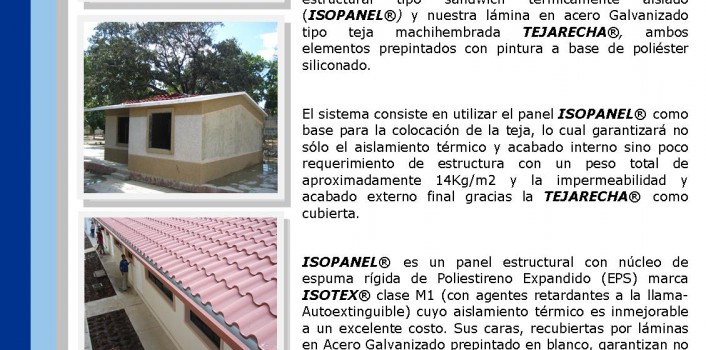 estructural tipo sandwich térmicamente aislado
(ISOPANEL®) y nuestra lámina en acero Galvanizado
tipo teja machihembrada TEJARECHA®, ambos
elementos prepintados con pintura a base de poliéster
siliconado.
El sistema consiste en utilizar el panel ISOPANEL® como
base para la colocación de la teja, lo cual garantizará no
sólo el aislamiento térmico y acabado interno sino poco
requerimiento de estructura con un peso total de
aproximadamente 14Kg/m2 y la impermeabilidad y
acabado externo final gracias la TEJARECHA® como
cubierta.
ISOPANEL® es un panel estructural con núcleo de
espuma rígida de Poliestireno Expandido (EPS) marca
ISOTEX® clase M1 (con agentes retardantes a la llama-
Autoextinguible) cuyo aislamiento térmico es inmejorable
a un excelente costo. Sus caras, recubiertas por láminas
en Acero Galvanizado prepintado en blanco, garantizan no